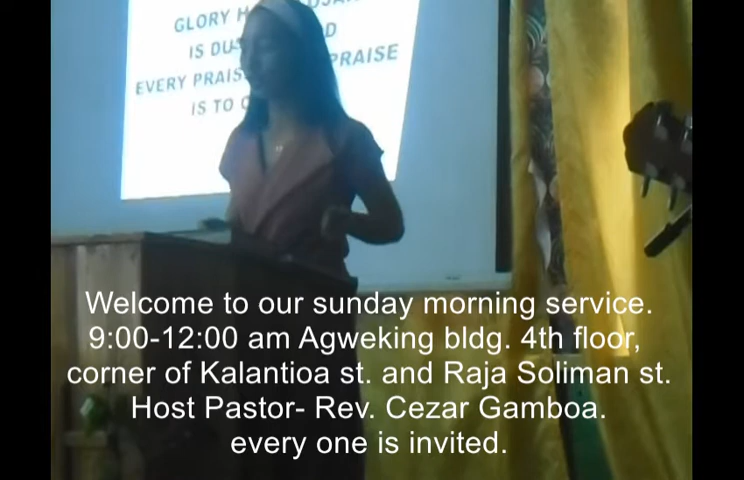 GLORY H
IS DU D
EVERY PRAIS PRAISE
IS TO
Welcome to our sunday morning service.
9:00-12:00 am Agweking bldg. 4th floor,
corner of Kalantioa st. and Raja Soliman st.
Host Pastor- Rev. Cezar Gamboa.
every one is invited.